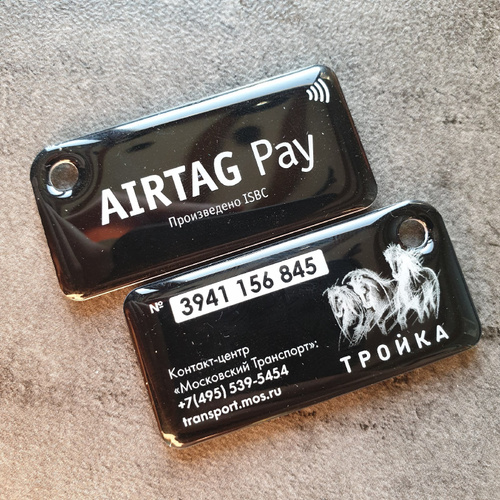 AIRTAG Pay
Произведено ISBC
№ 3941 156 845
Контакт-центр
«Московский Транспорт»:
+7(495) 539-5454
transport.mos.ru
ТРОЙКА